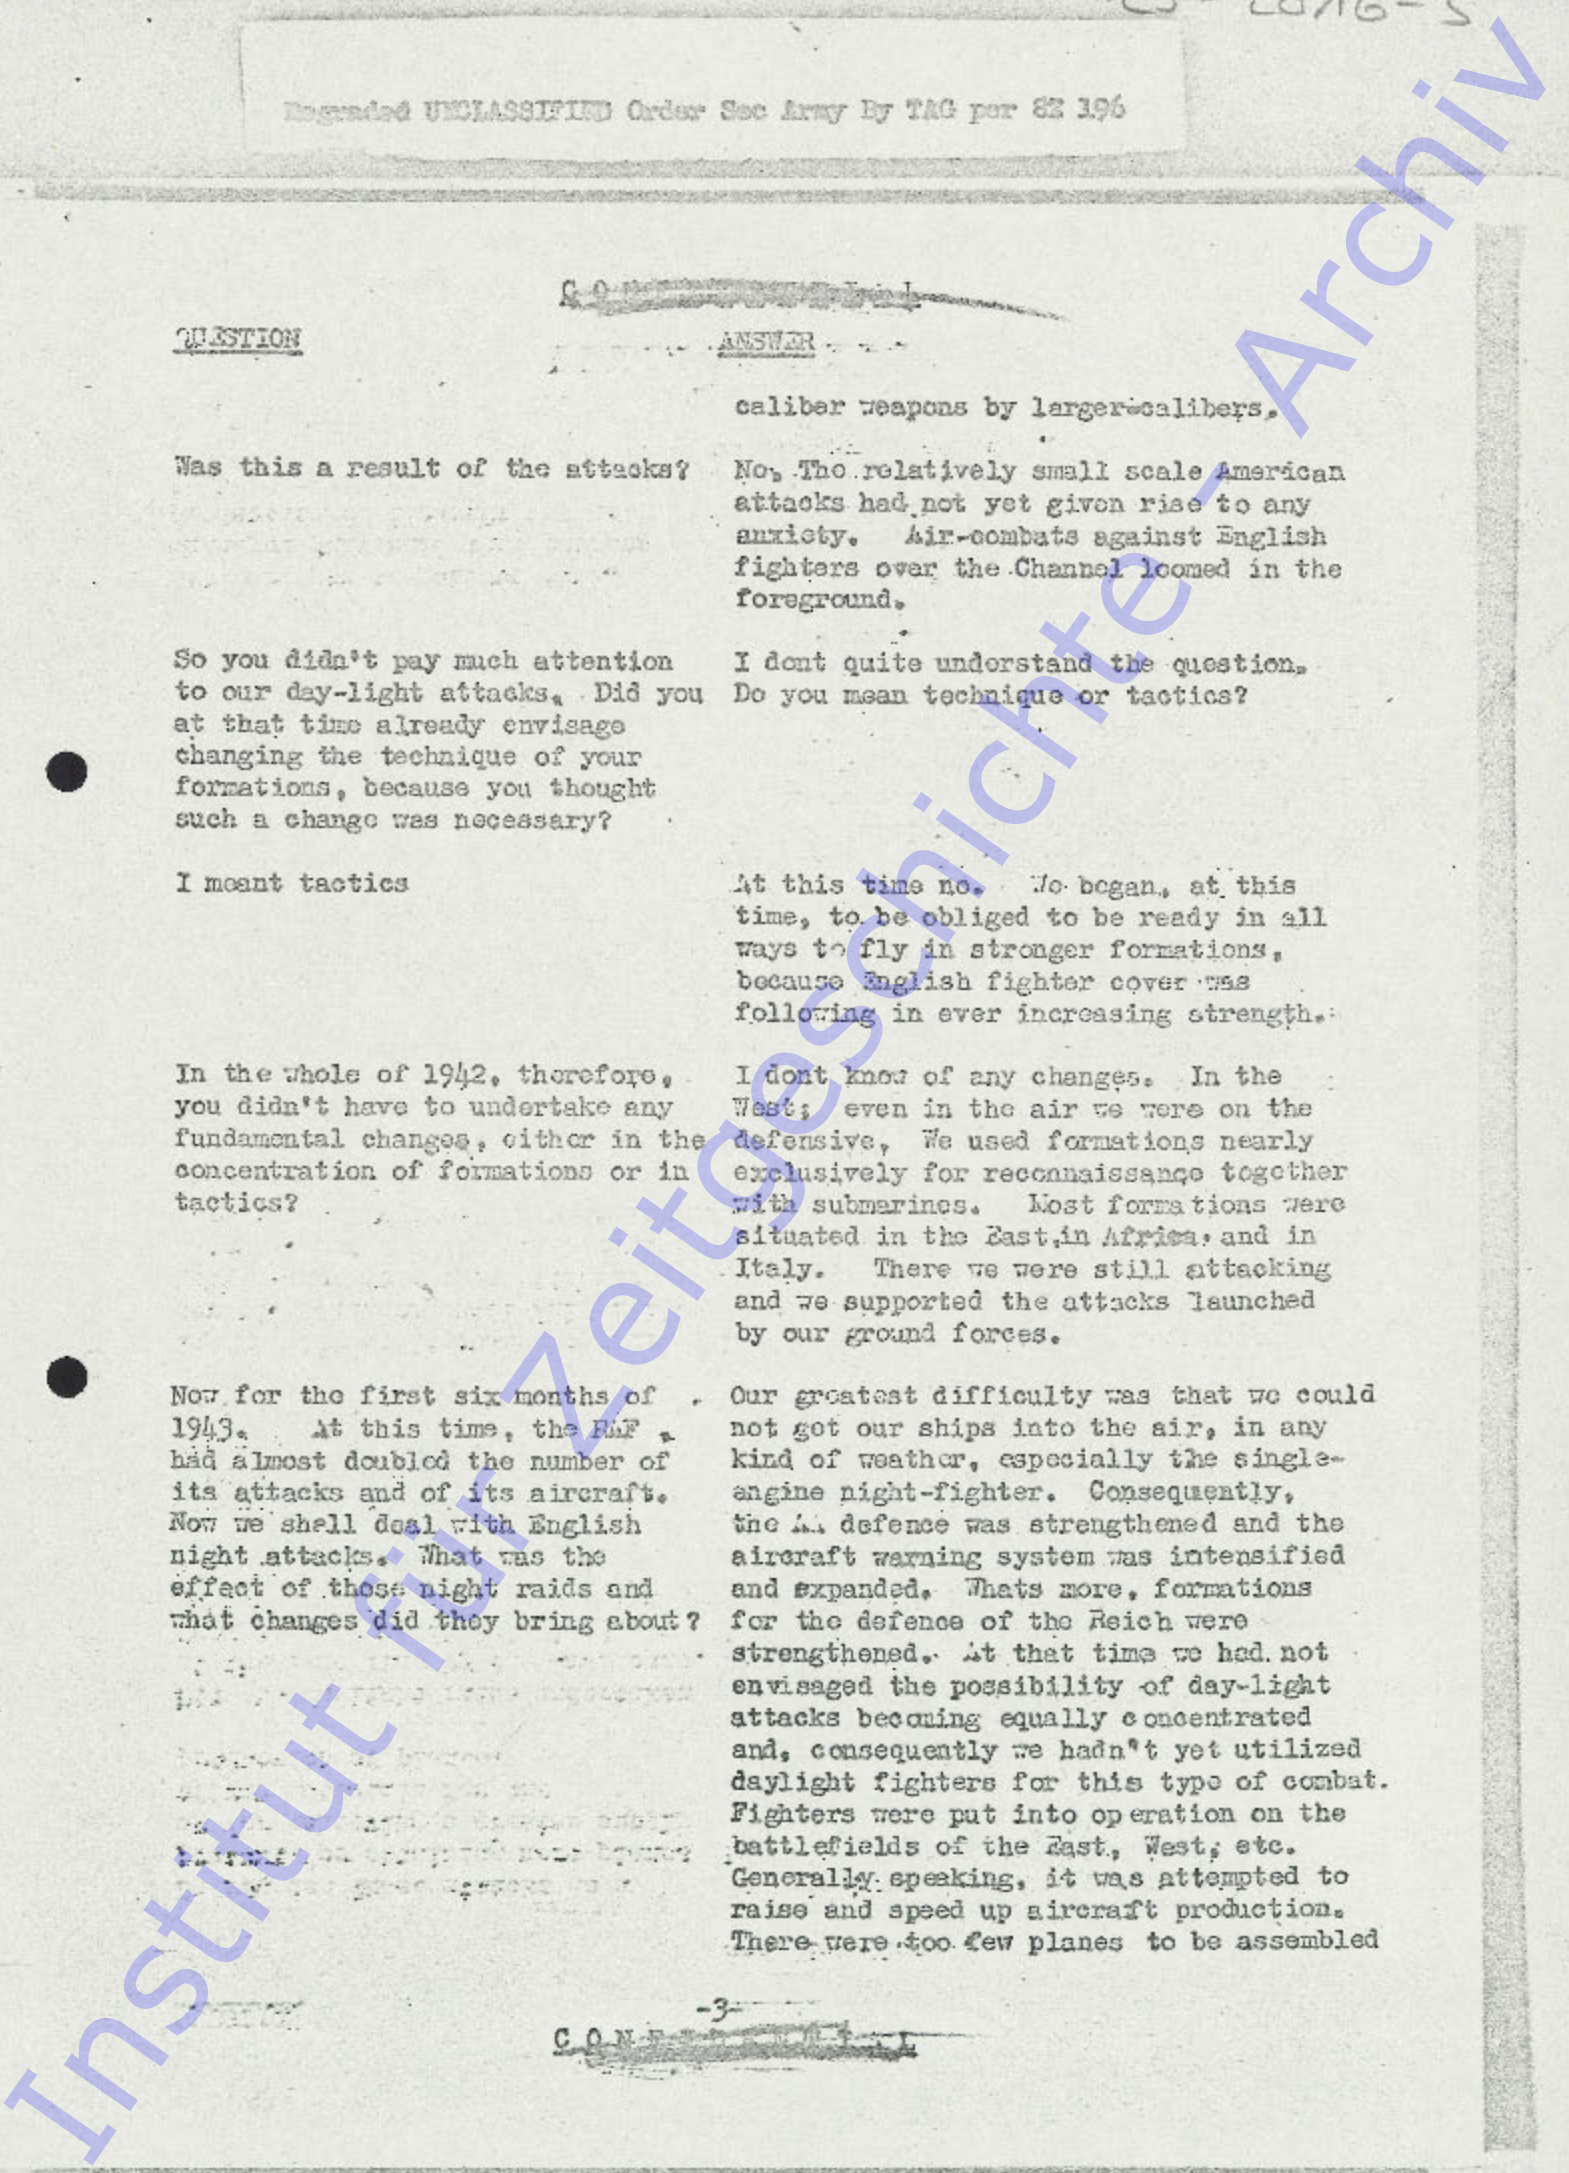 Regraded UNCLASSIFIED Order Sec Army By TAG per 8E 196
C O N F I D E N T I A L
QUESTION
ANSWER
caliber weapons by larger calibers.
Was this a result of the attacks?
No. The relatively small scale American
attacks had not yet given rise to any
anxiety. Air-combats against English
fighters over the Channel loomed in the
foreground.
So you didn't pay much attention
to our day-light attacks. Did you
at that time already envisage
changing the technique of your
formations, because you thought
such a change was necessary?
I dont quite understand the question.
Do you mean technique or tactics?
I meant tactics
At this time no. We began, at this
time, to be obliged to be ready in all
ways to fly in stronger formations,
because English fighter cover was
following in ever increasing strength.
In the whole of 1942, therefore,
you didn't have to undertake any
fundamental changes, either in the
concentration of formations or in
tactics?
I dont know of any changes. In the
West; even in the air we were on the
defensive, We used formations nearly
exclusively for reconnaissance together
with submarines. Most formations were
situated in the East, in Africa, and in
Italy. There we were still attacking
and we supported the attacks launched
by our ground forces.
Now for the first six months of
1943. At this time, the RAF
had almost doubled the number of
its attacks and of its aircraft.
Now we shall deal with English
night attacks. What was the
effect of those night raids and
what changes did they bring about?
Our greatest difficulty was that we could
not get our ships into the air, in any
kind of weather, especially the single-
engine night-fighter. Consequently,
the AA defence was strengthened and the
aircraft warning system was intensified
and expanded. Whats more, formations
for the defence of the Reich were
strengthened. At that time we had not
envisaged the possibility of day-light
attacks becoming equally concentrated
and, consequently we hadn't yet utilized
daylight fighters for this type of combat.
Fighters were put into operation on the
battlefields of the East, West, etc.
Generally speaking, it was attempted to
raise and speed up aircraft production.
There were too few planes to be assembled
-3-
C O N F I D E N T I A L
Institut für Zeitgeschichte - Archiv